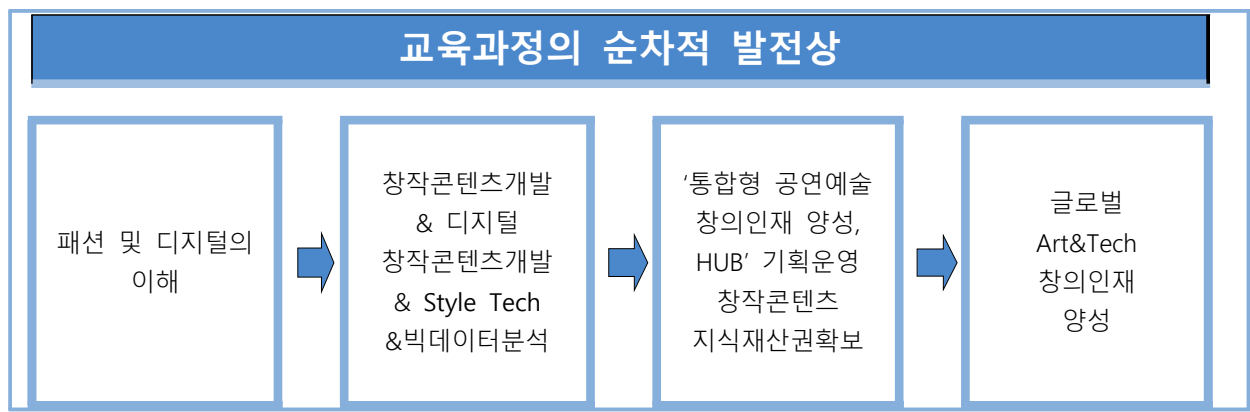 교육과정의 순차적 발전상
패션 및 디지털의
이해
창작콘텐츠개발
& 디지털
창작콘텐츠개발
& Style Tech
&빅데이터분석
‘통합형 공연예술
창의인재 양성,
HUB’ 기획운영
창작콘텐츠
지식재산권확보
글로벌
Art&Tech
창의인재
양성